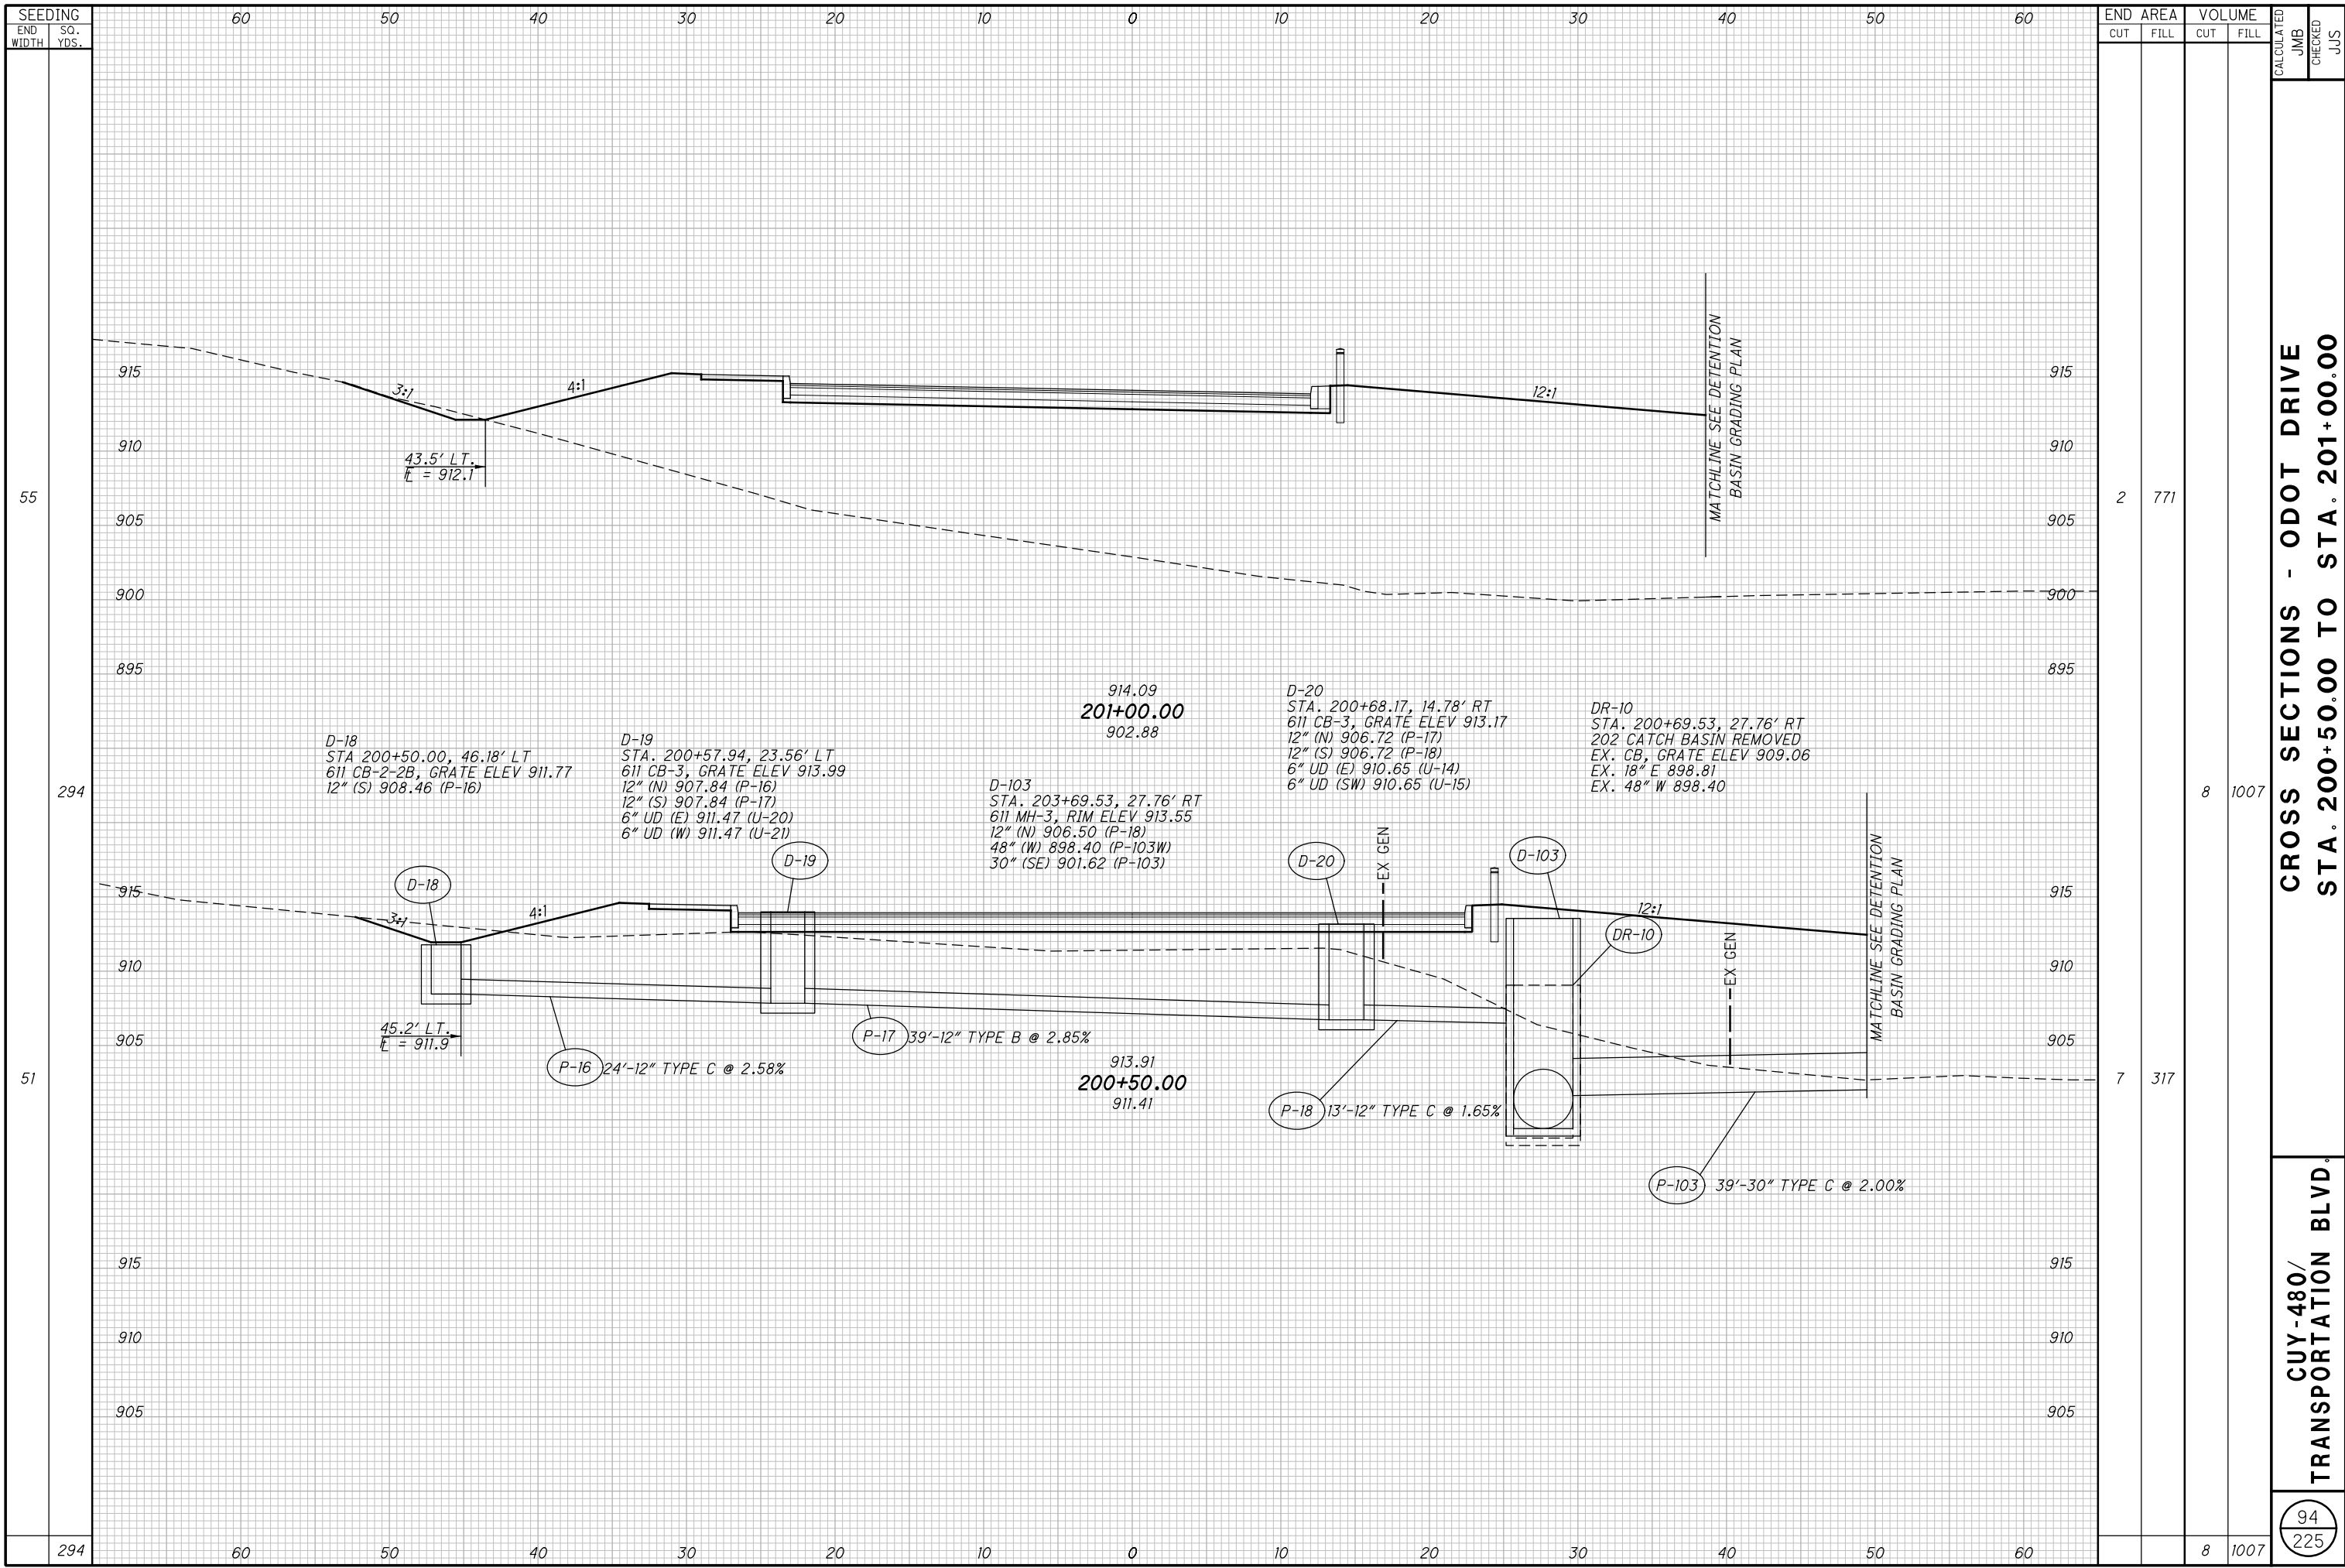 SEEDING
END WIDTH
SQ. YDS.
60 50 40 30 20 10 0 10 20 30 40 50 60
END AREA
VOLUME
CUT FILL CUT FILL
CALCULATED
JMB
CHECKED
JJS
915
915
3:1
4:1
12:1
MATCHLINE SEE DETENTION
BASIN GRADING PLAN
910
910
43.5' LT.
℄ = 912.1
55
2 771
905
905
900
900
895
895
914.09
201+00.00
902.88
D-18
STA 200+50.00, 46.18' LT
611 CB-2-2B, GRATE ELEV 911.77
12" (S) 908.46 (P-16)
D-19
STA. 200+57.94, 23.56' LT
611 CB-3, GRATE ELEV 913.99
12" (N) 907.84 (P-16)
12" (S) 907.84 (P-17)
6" UD (E) 911.47 (U-20)
6" UD (W) 911.47 (U-21)
D-103
STA. 203+69.53, 27.76' RT
611 MH-3, RIM ELEV 913.55
12" (N) 906.50 (P-18)
48" (W) 898.40 (P-103W)
30" (SE) 901.62 (P-103)
D-20
STA. 200+68.17, 14.78' RT
611 CB-3, GRATE ELEV 913.17
12" (N) 906.72 (P-17)
12" (S) 906.72 (P-18)
6" UD (E) 910.65 (U-14)
6" UD (SW) 910.65 (U-15)
DR-10
STA. 200+69.53, 27.76' RT
202 CATCH BASIN REMOVED
EX. CB, GRATE ELEV 909.06
EX. 18" E 898.81
EX. 48" W 898.40
294
8 1007
D-18
D-19
D-20
EX GEN
D-103
915
915
3:1
4:1
12:1
DR-10
EX GEN
MATCHLINE SEE DETENTION
BASIN GRADING PLAN
910
910
45.2' LT.
℄ = 911.9
905
905
P-17
39'-12" TYPE B @ 2.85%
P-16
24'-12" TYPE C @ 2.58%
913.91
200+50.00
911.41
51
7 317
P-18
13'-12" TYPE C @ 1.65%
P-103
39'-30" TYPE C @ 2.00%
915
915
910
910
905
905
294
60 50 40 30 20 10 0 10 20 30 40 50 60
8 1007
CROSS SECTIONS - ODOT DRIVE
STA. 200+50.00 TO STA. 201+00.00
CUY-480/
TRANSPORTATION BLVD.
94
225